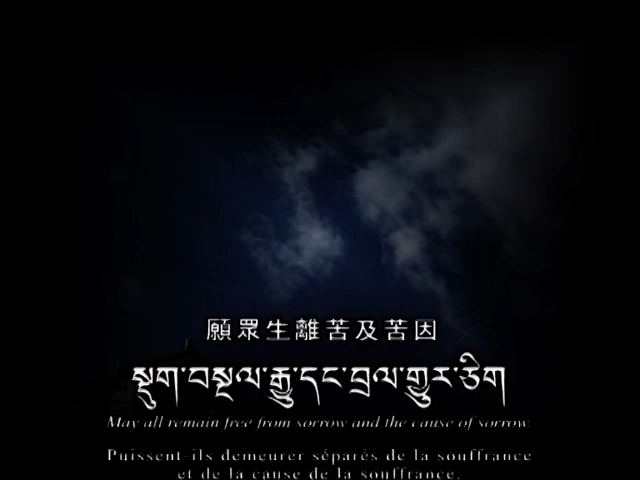 願眾生離苦及苦因
སྡུག་བསྔལ་རྒྱུ་དང་བྲལ་གྱུར་ཅིག
May all remain free from sorrow and the cause of sorrow.
Puissent-ils demeurer séparés de la souffrance
et de la cause de la souffrance.